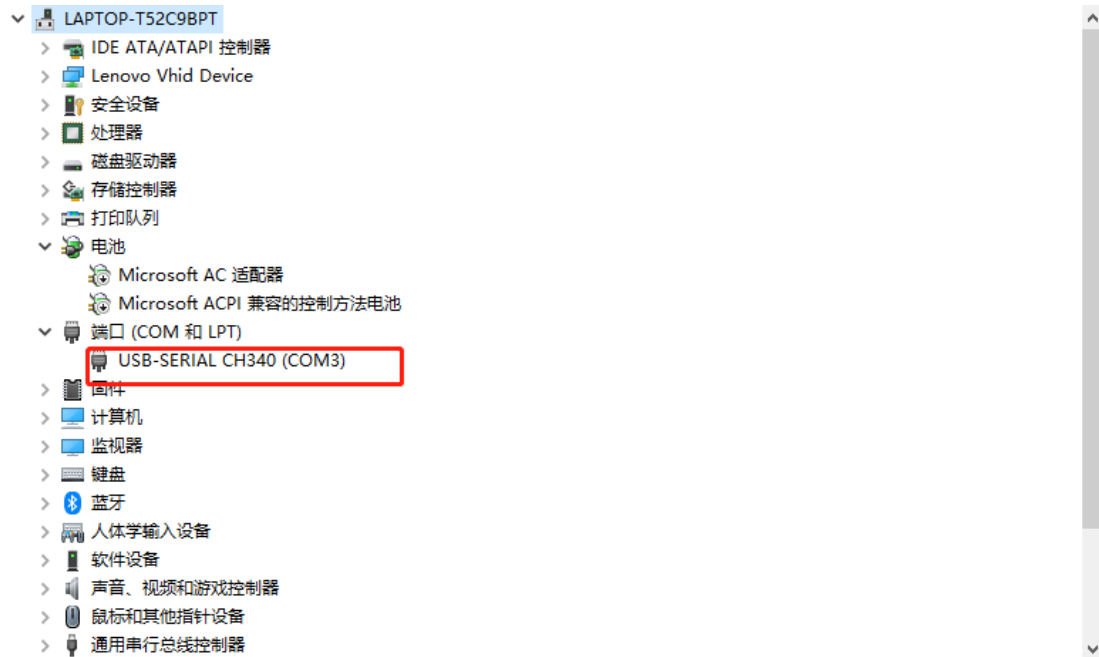 LAPTOP-T52C9BPT
IDE ATA/ATAPI 控制器
Lenovo Vhid Device
安全设备
处理器
磁盘驱动器
存储控制器
打印队列
电池
Microsoft AC 适配器
Microsoft ACPI 兼容的控制方法电池
端口 (COM 和 LPT)
USB-SERIAL CH340 (COM3)
固件
计算机
监视器
键盘
蓝牙
人体学输入设备
软件设备
声音、视频和游戏控制器
鼠标和其他指针设备
通用串行总线控制器